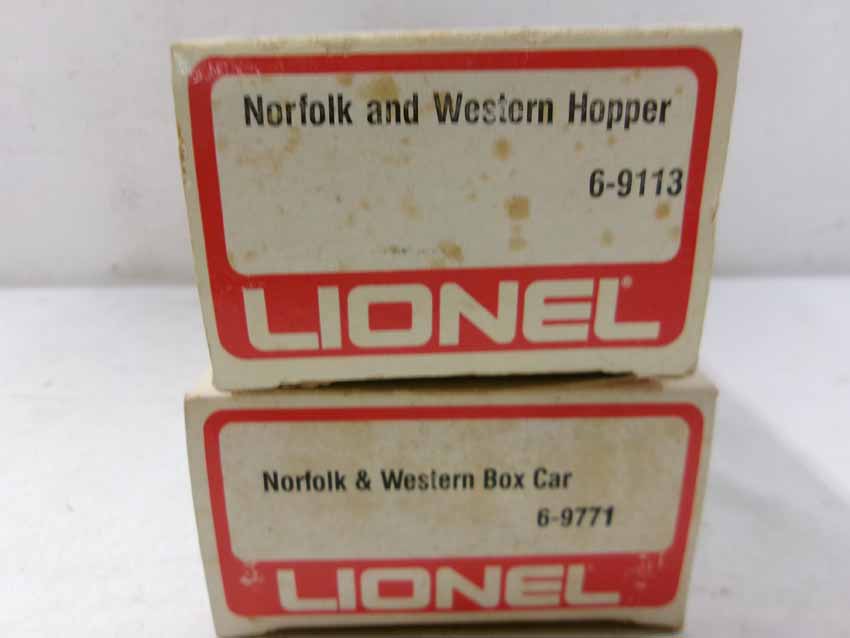 Norfolk and Western Hopper
6-9113
LIONEL
Norfolk & Western Box Car
6-9771
LIONEL